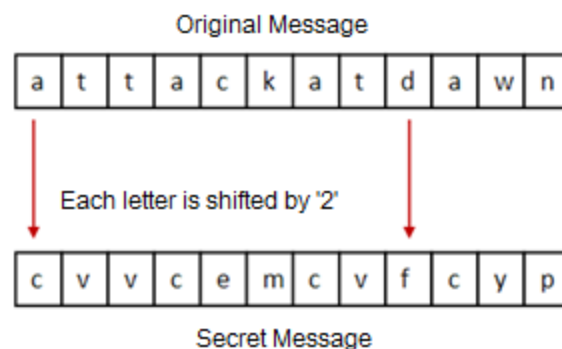 Original Message
a t t a c k a t d a w n
Each letter is shifted by '2'
c v v c e m c v f c y p
Secret Message